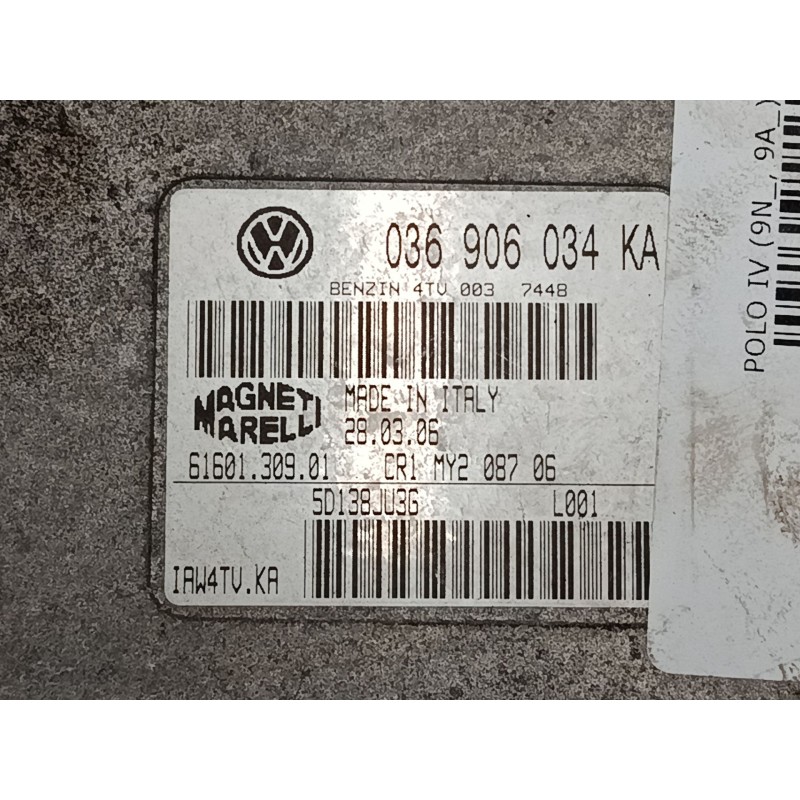 036 906 034 KA
BENZIN 4TV 003 7448
MAGNETI
MARELLI
MADE IN ITALY
28.03.06
61601.309.01 CR1 MY2 087 06
5D138JU3G L001
IAW4TV.KA
POLO IV (9N_, 9A_)